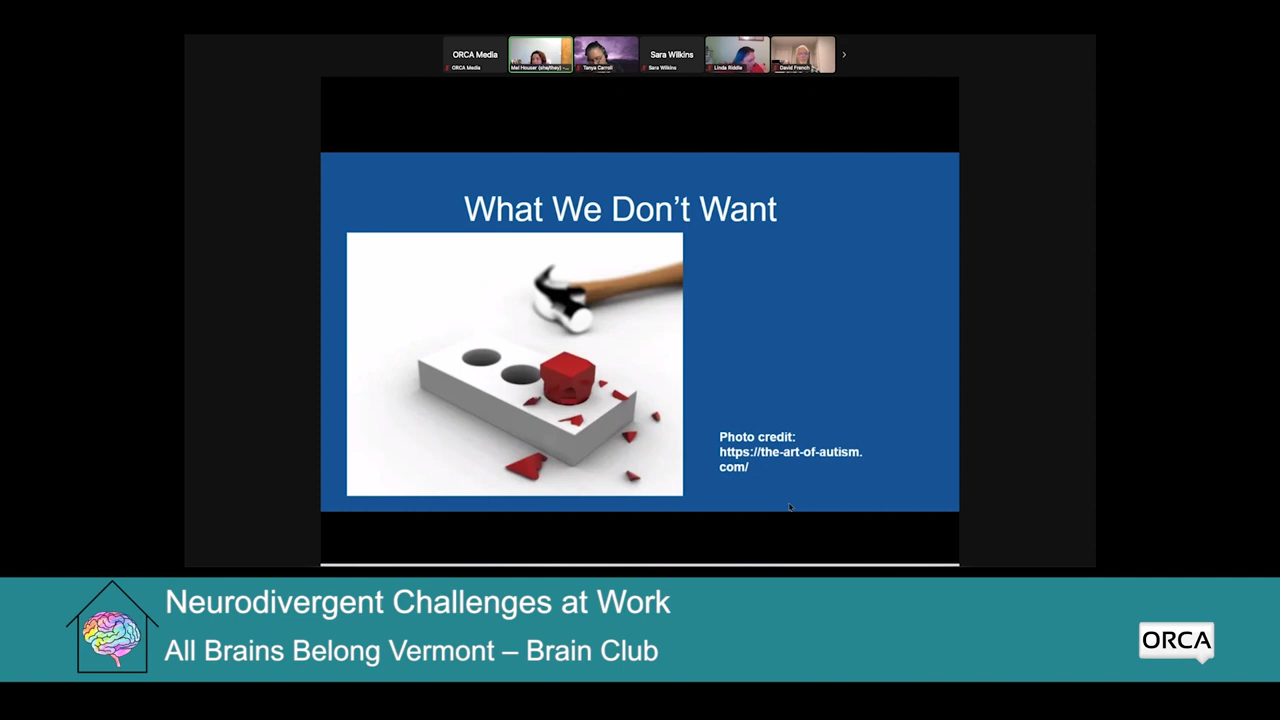 ORCA Media
Sara Wilkins
ORCA Media
Mel Houser (she/they) -...
Tanya Carroll
Sara Wilkins
Linda Riddle
David French
What We Don't Want
Photo credit:
https://the-art-of-autism.
com/
Neurodivergent Challenges at Work
All Brains Belong Vermont – Brain Club
ORCA